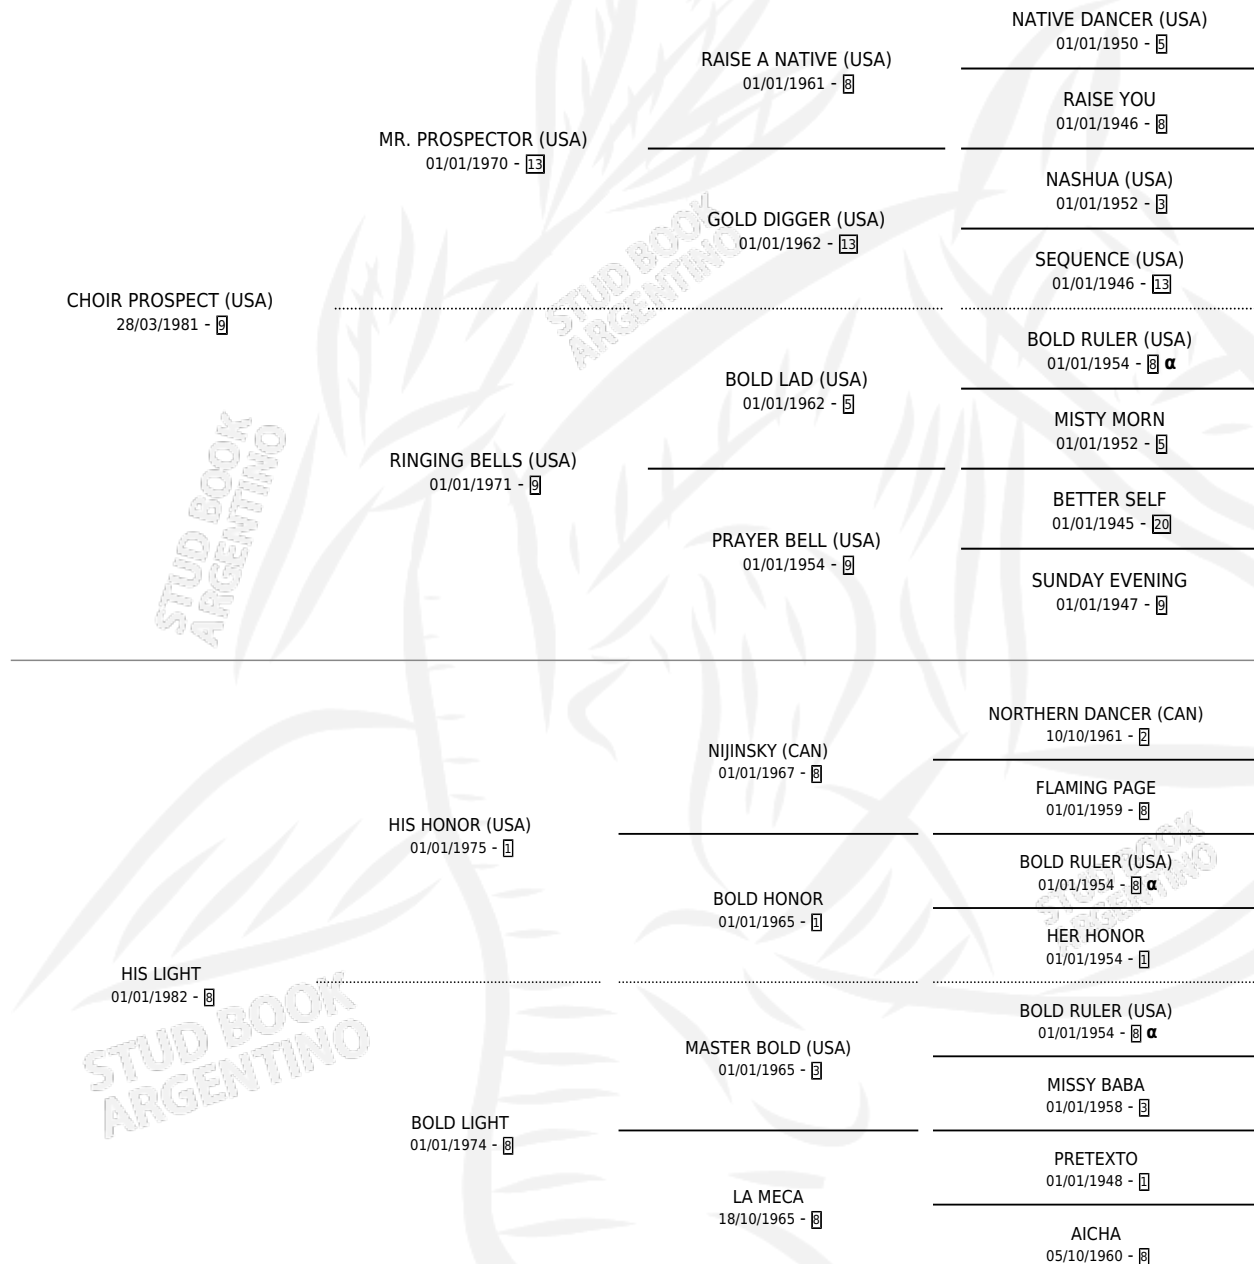 NATIVE DANCER (USA)
01/01/1950 - 5
RAISE A NATIVE (USA)
01/01/1961 - 8
RAISE YOU
01/01/1946 - 8
MR. PROSPECTOR (USA)
01/01/1970 - 13
NASHUA (USA)
01/01/1952 - 3
GOLD DIGGER (USA)
01/01/1962 - 13
SEQUENCE (USA)
01/01/1946 - 13
STUD BOOK
ARGENTINO
CHOIR PROSPECT (USA)
28/03/1981 - 9
BOLD RULER (USA)
01/01/1954 - 8 α
BOLD LAD (USA)
01/01/1962 - 5
MISTY MORN
01/01/1952 - 5
RINGING BELLS (USA)
01/01/1971 - 9
BETTER SELF
01/01/1945 - 20
PRAYER BELL (USA)
01/01/1954 - 9
SUNDAY EVENING
01/01/1947 - 9
STUD BOOK
ARGENTINO
NORTHERN DANCER (CAN)
10/10/1961 - 2
NIJINSKY (CAN)
01/01/1967 - 8
FLAMING PAGE
01/01/1959 - 8
HIS HONOR (USA)
01/01/1975 - 1
BOLD RULER (USA)
01/01/1954 - 8 α
BOLD HONOR
01/01/1965 - 1
HER HONOR
01/01/1954 - 1
STUD BOOK
ARGENTINO
HIS LIGHT
01/01/1982 - 8
BOLD RULER (USA)
01/01/1954 - 8 α
MASTER BOLD (USA)
01/01/1965 - 3
MISSY BABA
01/01/1958 - 3
BOLD LIGHT
01/01/1974 - 8
PRETEXTO
01/01/1948 - 1
LA MECA
18/10/1965 - 8
AICHA
05/10/1960 - 8
STUD BOOK
ARGENTINO